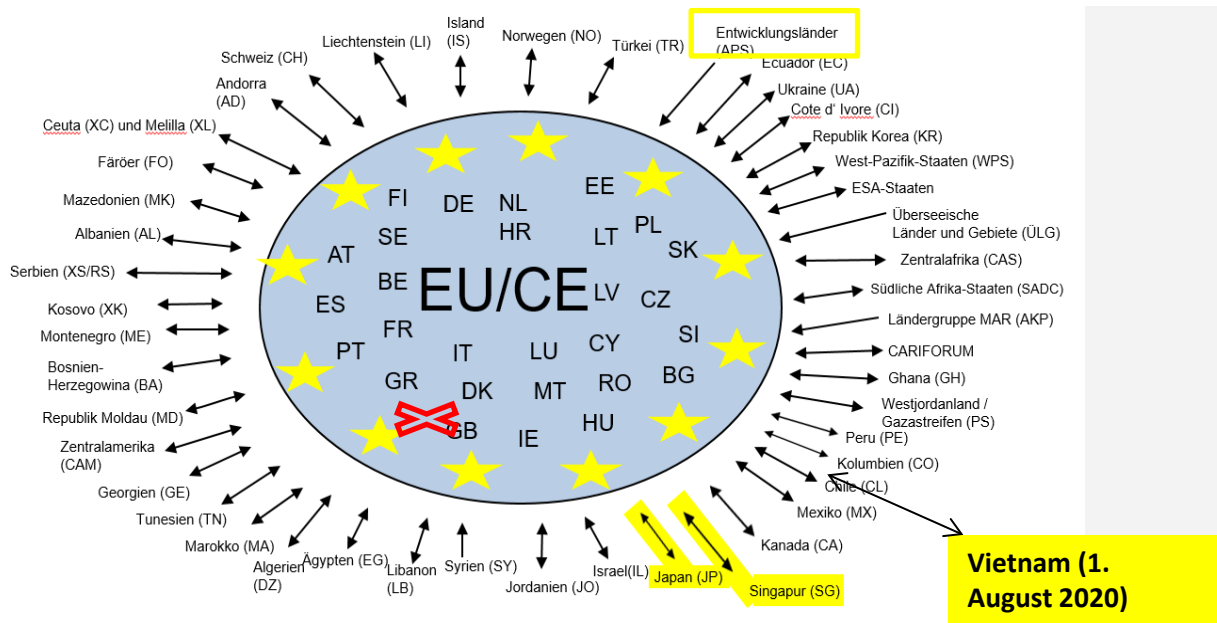 Island
(IS)
Norwegen (NO)
Türkei (TR)
Entwicklungsländer
(APS)
Liechtenstein (LI)
Schweiz (CH)
Andorra
(AD)
Ceuta (XC) und Melilla (XL)
Färöer (FO)
Mazedonien (MK)
Albanien (AL)
Serbien (XS/RS)
Kosovo (XK)
Montenegro (ME)
Bosnien-
Herzegowina (BA)
Republik Moldau (MD)
Zentralamerika
(CAM)
Georgien (GE)
Tunesien (TN)
Marokko (MA)
Algerien
(DZ)
Ägypten (EG)
Libanon
(LB)
Syrien (SY)
Jordanien (JO)
Israel(IL)
Japan (JP)
Singapur (SG)
Ecuador (EC)
Ukraine (UA)
Cote d' Ivore (CI)
Republik Korea (KR)
West-Pazifik-Staaten (WPS)
ESA-Staaten
Überseeische
Länder und Gebiete (ÜLG)
Zentralafrika (CAS)
Südliche Afrika-Staaten (SADC)
Ländergruppe MAR (AKP)
CARIFORUM
Ghana (GH)
Westjordanland /
Gazastreifen (PS)
Peru (PE)
Kolumbien (CO)
Chile (CL)
Mexiko (MX)
Kanada (CA)
Vietnam (1.
August 2020)
EE
FI DE NL
HR
PL
SE LT
AT SK
BE EU/CE LV CZ
ES
FR SI
PT IT LU CY
GR DK MT RO BG
GB IE HU